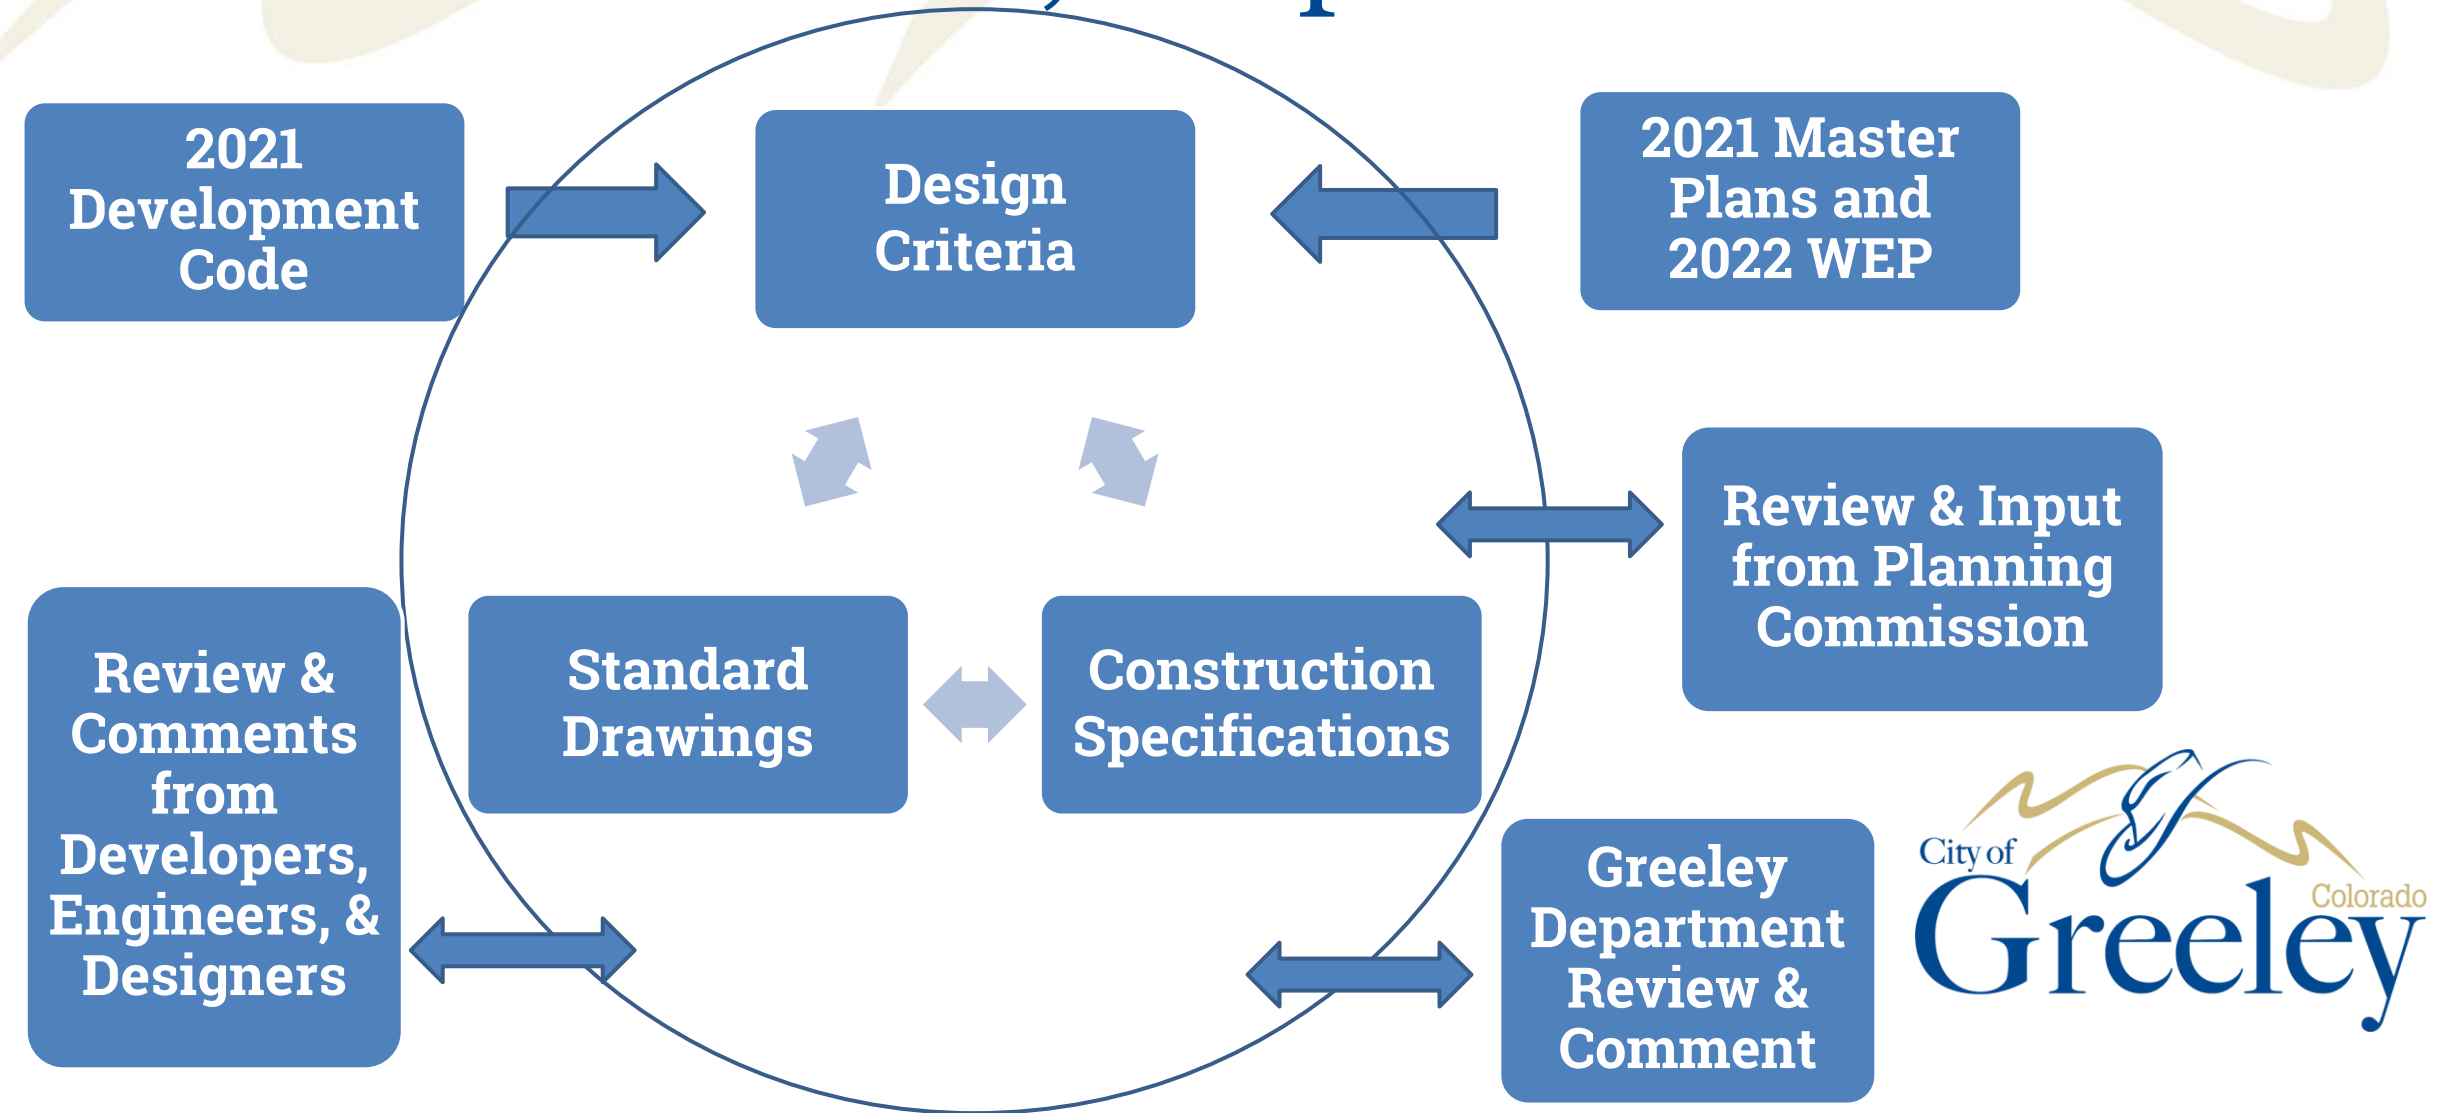 2021
Development
Code
Design
Criteria
2021 Master
Plans and
2022 WEP
Review & Input
from Planning
Commission
Review &
Comments
from
Developers,
Engineers, &
Designers
Standard
Drawings
Construction
Specifications
Greeley
Department
Review &
Comment
City of
Greeley
Colorado